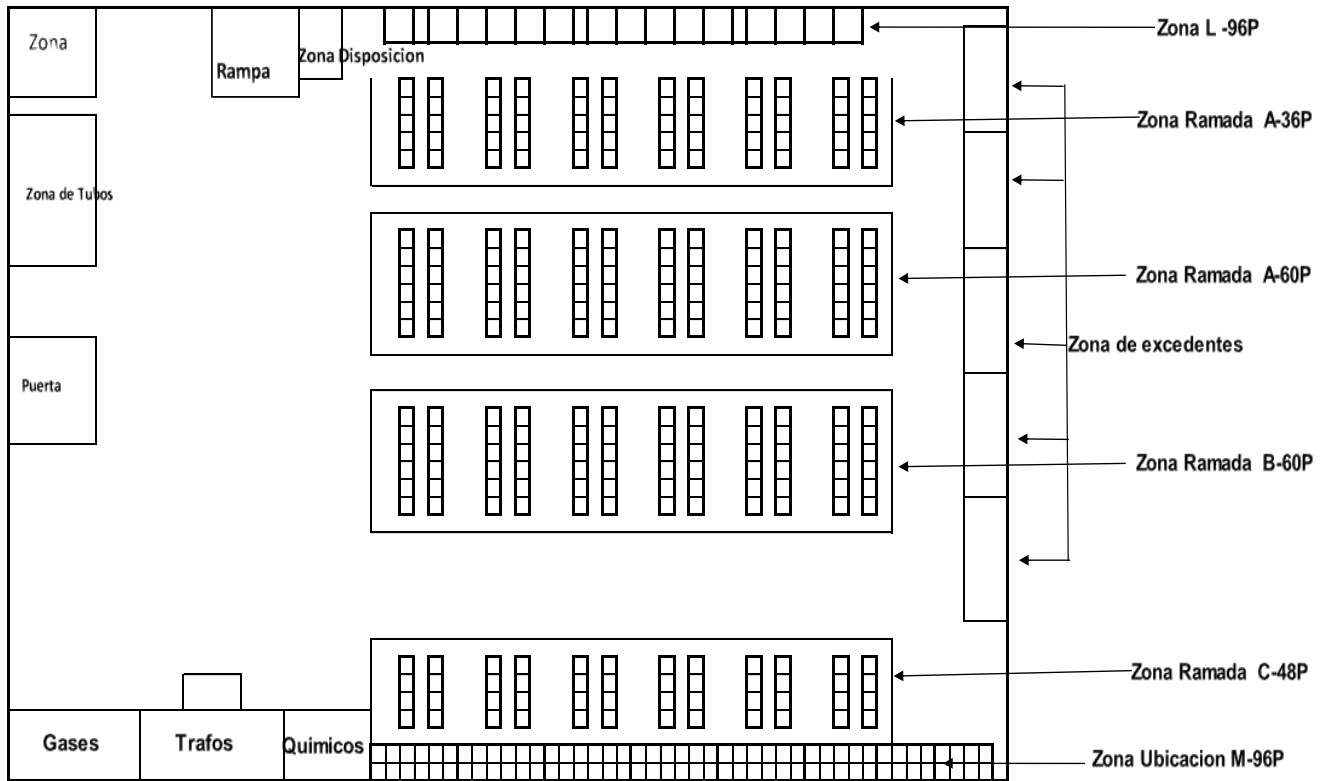 Zona
Rampa
Zona Disposicion
Zona L -96P
Zona Ramada A-36P
Zona de Tubos
Zona Ramada A-60P
Zona de excedentes
Puerta
Zona Ramada B-60P
Zona Ramada C-48P
Gases
Trafos
Quimicos
Zona Ubicacion M-96P